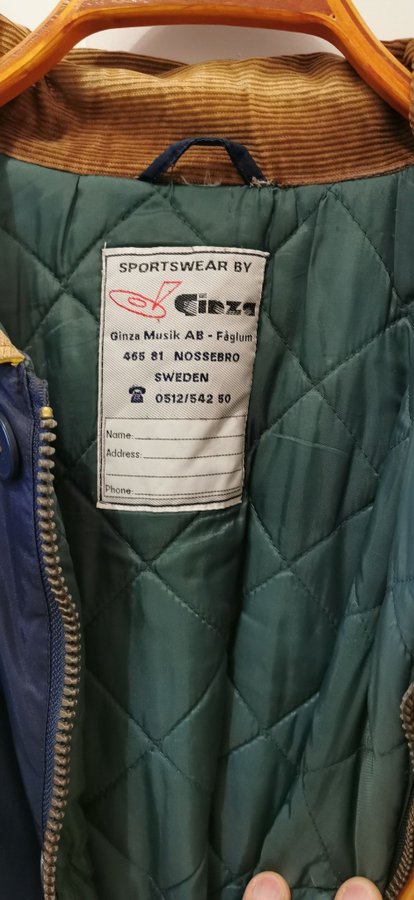 SPORTSWEAR BY
Ginza
Ginza Musik AB - Fåglum
465 81 NOSSEBRO
SWEDEN
☎ 0512/542 50
Name:
Address:
Phone: